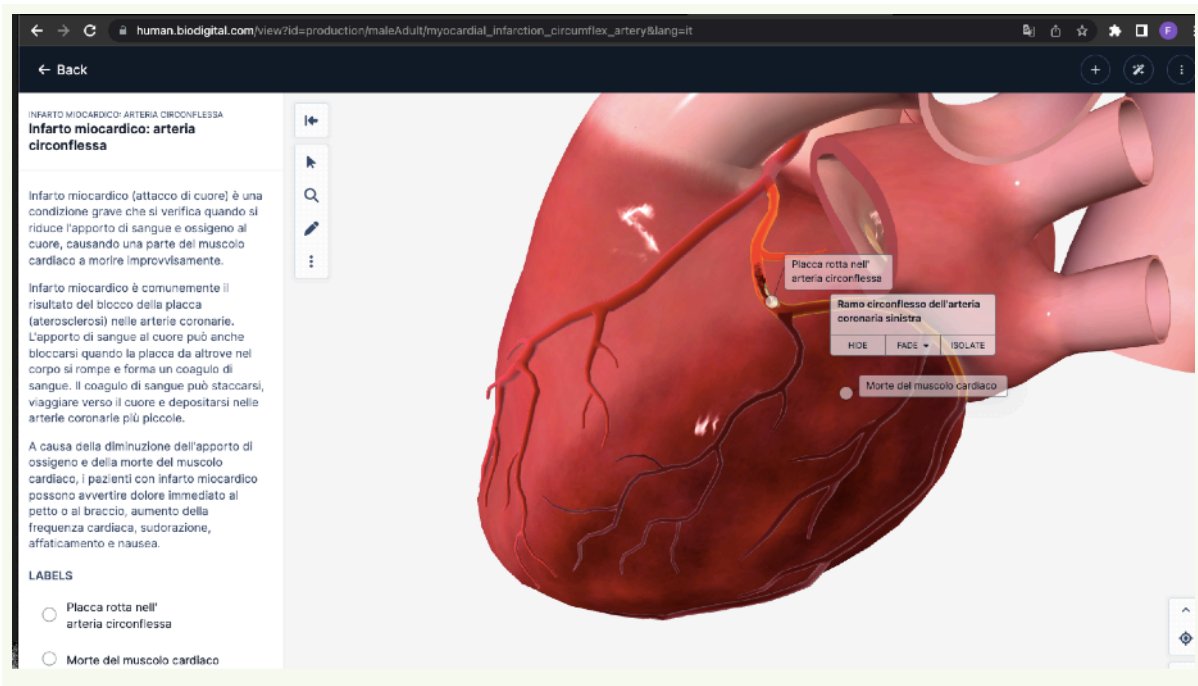 human.biodigital.com/view?id=production/maleAdult/myocardial_infarction_circumflex_artery&lang=it
F
← Back
INFARTO MIOCARDICO: ARTERIA CIRCONFLESSA
Infarto miocardico: arteria
circonflessa
Infarto miocardico (attacco di cuore) è una
condizione grave che si verifica quando si
riduce l'apporto di sangue e ossigeno al
cuore, causando una parte del muscolo
cardiaco a morire improvvisamente.
Infarto miocardico è comunemente il
risultato del blocco della placca
(aterosclerosi) nelle arterie coronarie.
L'apporto di sangue al cuore può anche
bloccarsi quando la placca da altrove nel
corpo si rompe e forma un coagulo di
sangue. Il coagulo di sangue può staccarsi,
viaggiare verso il cuore e depositarsi nelle
arterie coronarie più piccole.
A causa della diminuzione dell'apporto di
ossigeno e della morte del muscolo
cardiaco, i pazienti con infarto miocardico
possono avvertire dolore immediato al
petto o al braccio, aumento della
frequenza cardiaca, sudorazione,
affaticamento e nausea.
LABELS
Placca rotta nell'
arteria circonflessa
Morte del muscolo cardiaco
Placca rotta nell'
arteria circonflessa
Ramo circonflesso dell'arteria
coronaria sinistra
HIDE FADE ISOLATE
Morte del muscolo cardiaco